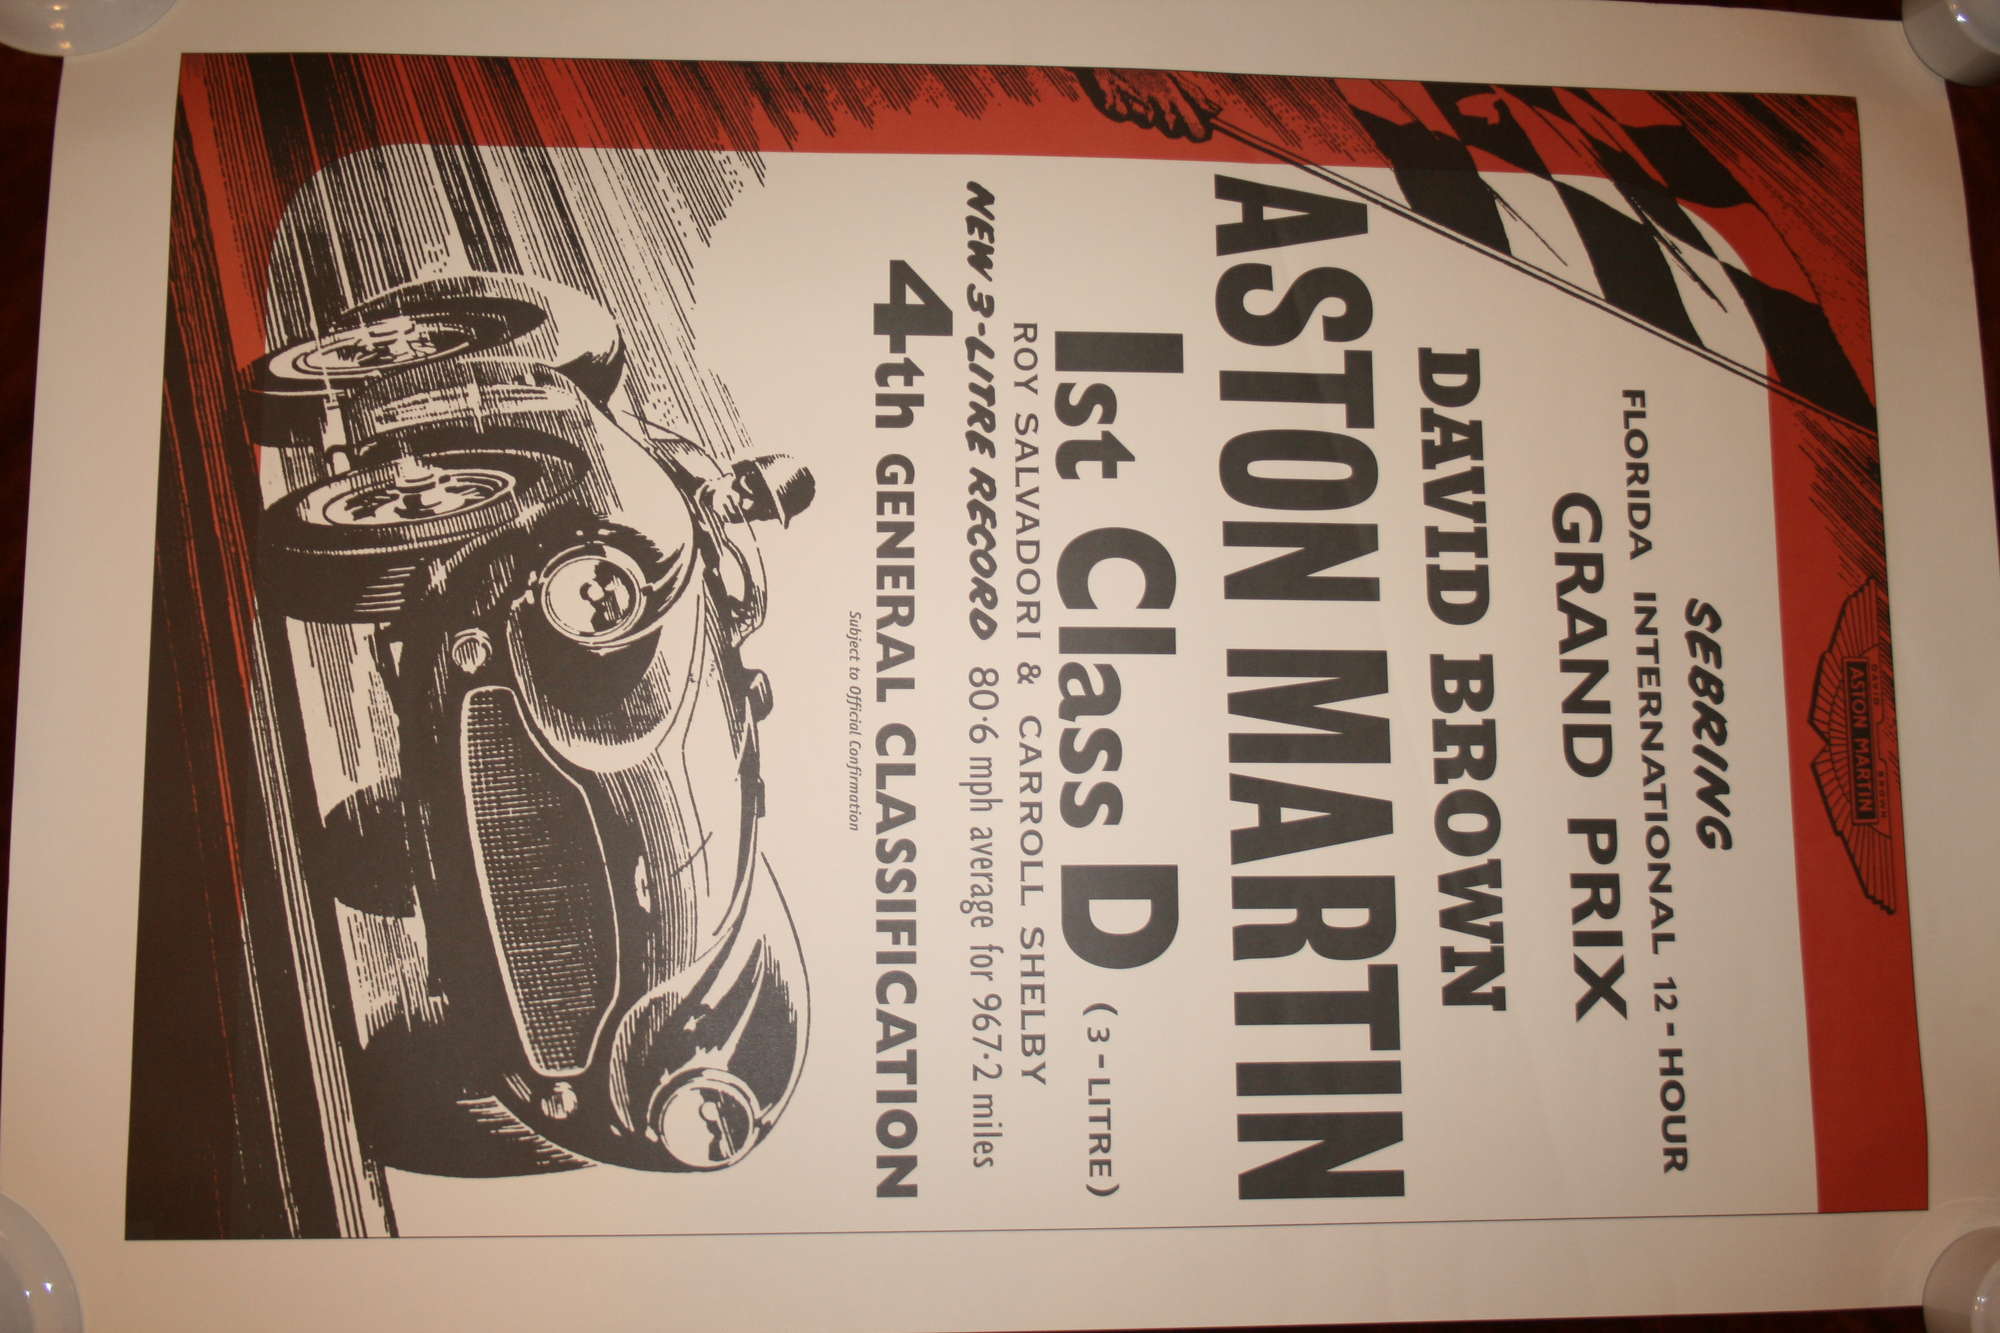 DAVID BROWN
ASTON MARTIN
SEBRING
FLORIDA INTERNATIONAL 12-HOUR
GRAND PRIX
DAVID BROWN
ASTON MARTIN
1st Class D (3-LITRE)
ROY SALVADORI & CARROLL SHELBY
NEW 3-LITRE RECORD 80·6 mph average for 967·2 miles
4th GENERAL CLASSIFICATION
Subject to Official Confirmation